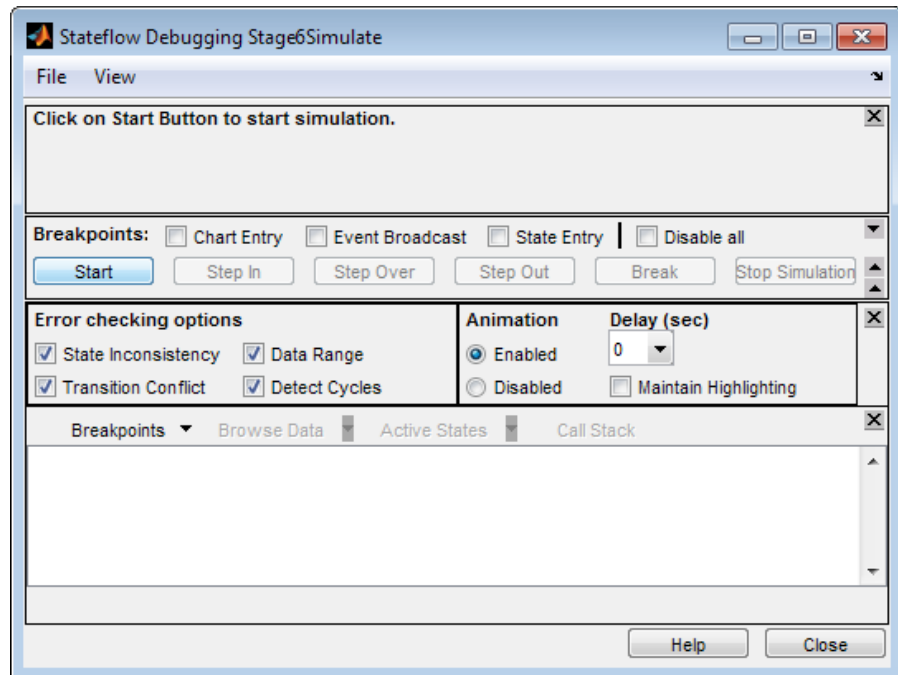 Stateflow Debugging Stage6Simulate
File View
Click on Start Button to start simulation.
Breakpoints: Chart Entry Event Broadcast State Entry Disable all
Start Step In Step Over Step Out Break Stop Simulation
Error checking options Animation Delay (sec)
State Inconsistency Data Range Enabled 0
Transition Conflict Detect Cycles Disabled Maintain Highlighting
Breakpoints Browse Data Active States Call Stack
Help Close